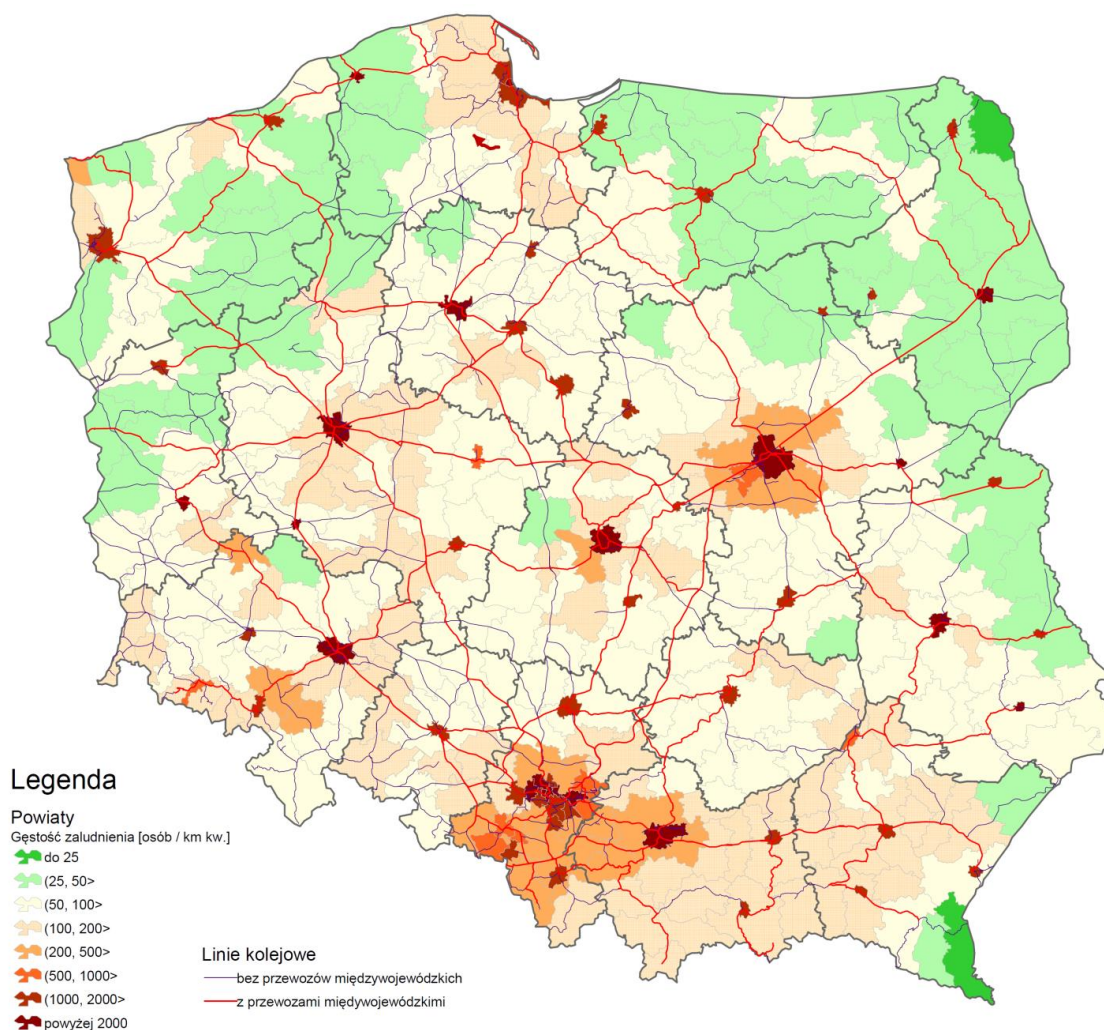 Legenda
Powiaty
Gęstość zaludnienia [osób / km kw.]
do 25
(25, 50>
(50, 100>
(100, 200>
(200, 500>
(500, 1000>
(1000, 2000>
powyżej 2000
Linie kolejowe
bez przewozów międzywojewódzkich
z przewozami międywojewódzkimi